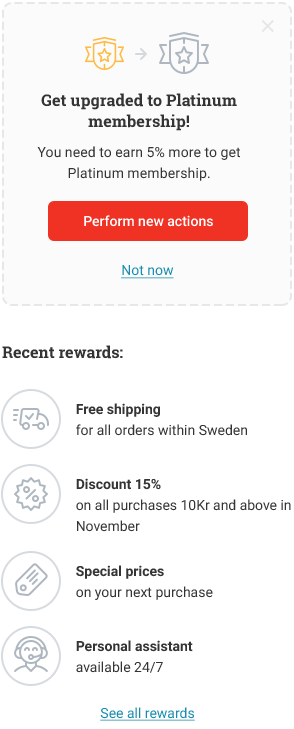 Get upgraded to Platinum
membership!
You need to earn 5% more to get
Platinum membership.
Perform new actions
Not now
Recent rewards:
Free shipping
for all orders within Sweden
Discount 15%
on all purchases 10Kr and above in
November
Special prices
on your next purchase
Personal assistant
available 24/7
See all rewards